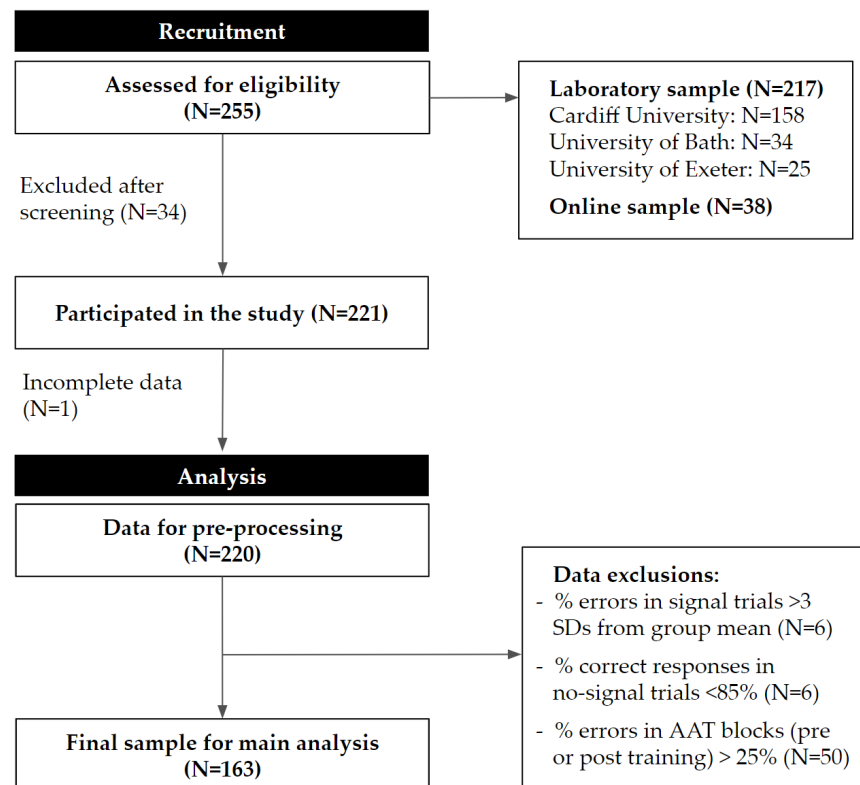 Recruitment
Assessed for eligibility
(N=255)
Laboratory sample (N=217)
Cardiff University: N=158
University of Bath: N=34
University of Exeter: N=25
Online sample (N=38)
Excluded after
screening (N=34)
Participated in the study (N=221)
Incomplete data
(N=1)
Analysis
Data for pre-processing
(N=220)
Data exclusions:
- % errors in signal trials >3
SDs from group mean (N=6)
- % correct responses in
no-signal trials <85% (N=6)
- % errors in AAT blocks (pre
or post training) > 25% (N=50)
Final sample for main analysis
(N=163)